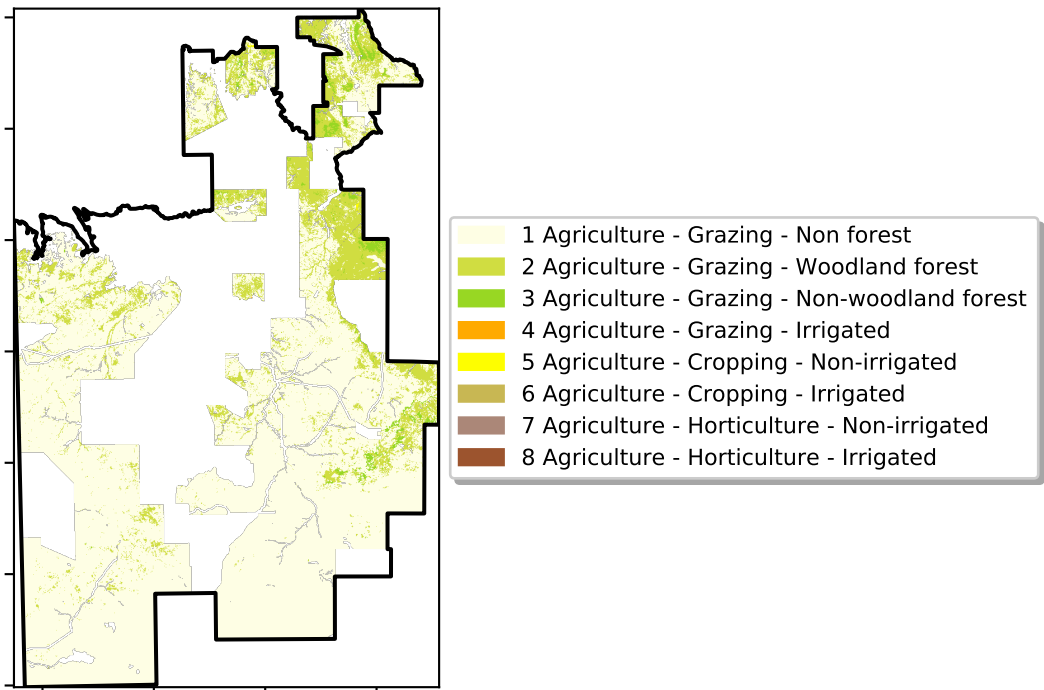 1 Agriculture - Grazing - Non forest
2 Agriculture - Grazing - Woodland forest
3 Agriculture - Grazing - Non-woodland forest
4 Agriculture - Grazing - Irrigated
5 Agriculture - Cropping - Non-irrigated
6 Agriculture - Cropping - Irrigated
7 Agriculture - Horticulture - Non-irrigated
8 Agriculture - Horticulture - Irrigated